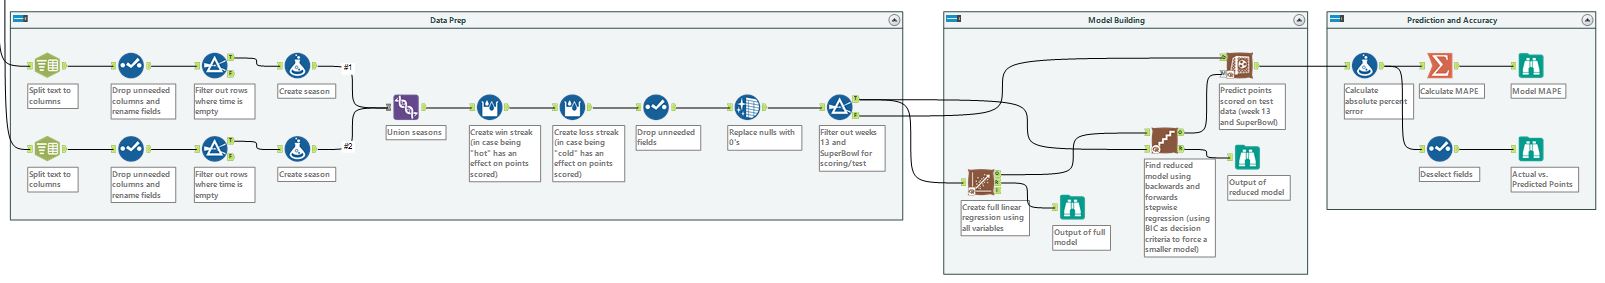 Data Prep
Split text to
columns
Drop unneeded
columns and
rename fields
Filter out rows
where time is
empty
Create season
#1
Split text to
columns
Drop unneeded
columns and
rename fields
Filter out rows
where time is
empty
Create season
#2
Union seasons
Create win streak
(in case being
"hot" has an
effect on points
scored)
Create loss streak
(in case being
"cold" has an
effect on points
scored)
Drop unneeded
fields
Replace nulls with
0's
Filter out weeks
13 and
SuperBowl for
scoring/test
Model Building
Create full linear
regression using
all variables
Output of full
model
Find reduced
model using
backwards and
forwards
stepwise
regression (using
BIC as decision
criteria to force a
smaller model)
Output of
reduced model
Predict points
scored on test
data (week 13
and SuperBowl)
Prediction and Accuracy
Calculate
absolute percent
error
Calculate MAPE
Model MAPE
Deselect fields
Actual vs.
Predicted Points